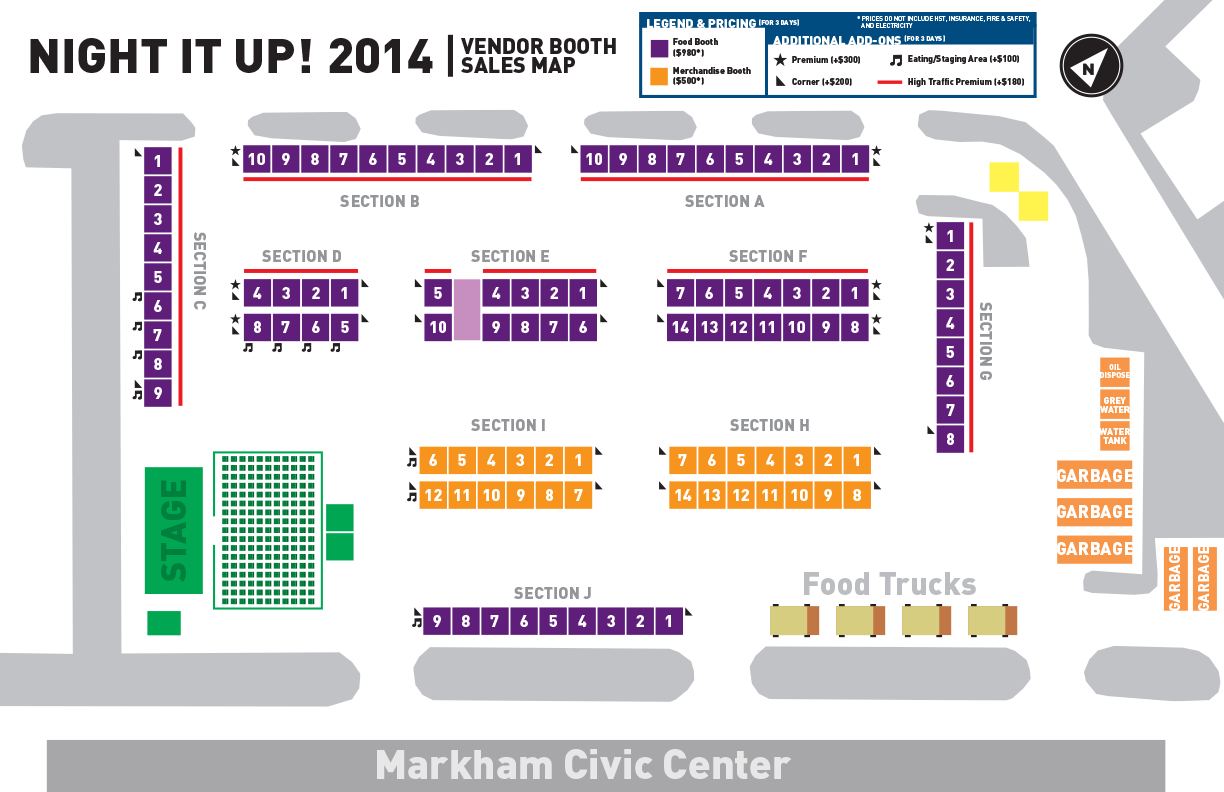 NIGHT IT UP! 2014
VENDOR BOOTH
SALES MAP
LEGEND & PRICING (FOR 3 DAYS)
* PRICES DO NOT INCLUDE HST, INSURANCE, FIRE & SAFETY,
AND ELECTRICITY
Food Booth
($980*)
Merchandise Booth
($500*)
ADDITIONAL ADD-ONS (FOR 3 DAYS)
Premium (+$300)
Eating/Staging Area (+$100)
Corner (+$200)
High Traffic Premium (+$180)
N
10 9 8 7 6 5 4 3 2 1
SECTION B
10 9 8 7 6 5 4 3 2 1
SECTION A
1
2
3
4
5
6
7
8
9
SECTION C
SECTION D
4 3 2 1
8 7 6 5
SECTION E
5 4 3 2 1
10 9 8 7 6
SECTION F
7 6 5 4 3 2 1
14 13 12 11 10 9 8
1
2
3
4
5
6
7
8
SECTION G
OIL
DISPOSE
GREY
WATER
WATER
TANK
GARBAGE
GARBAGE
GARBAGE
GARBAGE
GARBAGE
SECTION I
6 5 4 3 2 1
12 11 10 9 8 7
SECTION H
7 6 5 4 3 2 1
14 13 12 11 10 9 8
STAGE
SECTION J
9 8 7 6 5 4 3 2 1
Food Trucks
Markham Civic Center